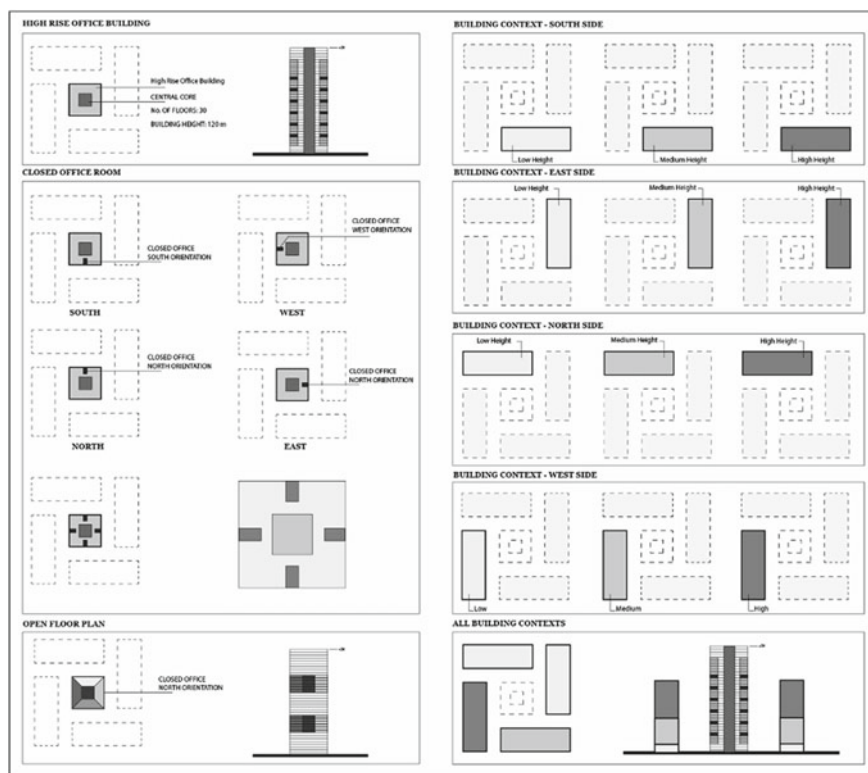 HIGH RISE OFFICE BUILDING
High Rise Office Building
CENTRAL CORE
No. OF FLOORS: 30
BUILDING HEIGHT: 120 m
CLOSED OFFICE ROOM
CLOSED OFFICE
SOUTH ORIENTATION
SOUTH
CLOSED OFFICE
WEST ORIENTATION
WEST
CLOSED OFFICE
NORTH ORIENTATION
NORTH
CLOSED OFFICE
NORTH ORIENTATION
EAST
OPEN FLOOR PLAN
CLOSED OFFICE
NORTH ORIENTATION
BUILDING CONTEXT - SOUTH SIDE
Low Height
Medium Height
High Height
BUILDING CONTEXT - EAST SIDE
Low Height
Medium Height
High Height
BUILDING CONTEXT - NORTH SIDE
Low Height
Medium Height
High Height
BUILDING CONTEXT - WEST SIDE
Low
Medium
High
ALL BUILDING CONTEXTS